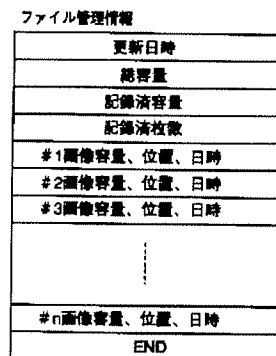 ファイル管理情報
更新日時
総容量
記録済容量
記録済枚数
#1画像容量、位置、日時
#2画像容量、位置、日時
#3画像容量、位置、日時
#n画像容量、位置、日時
END